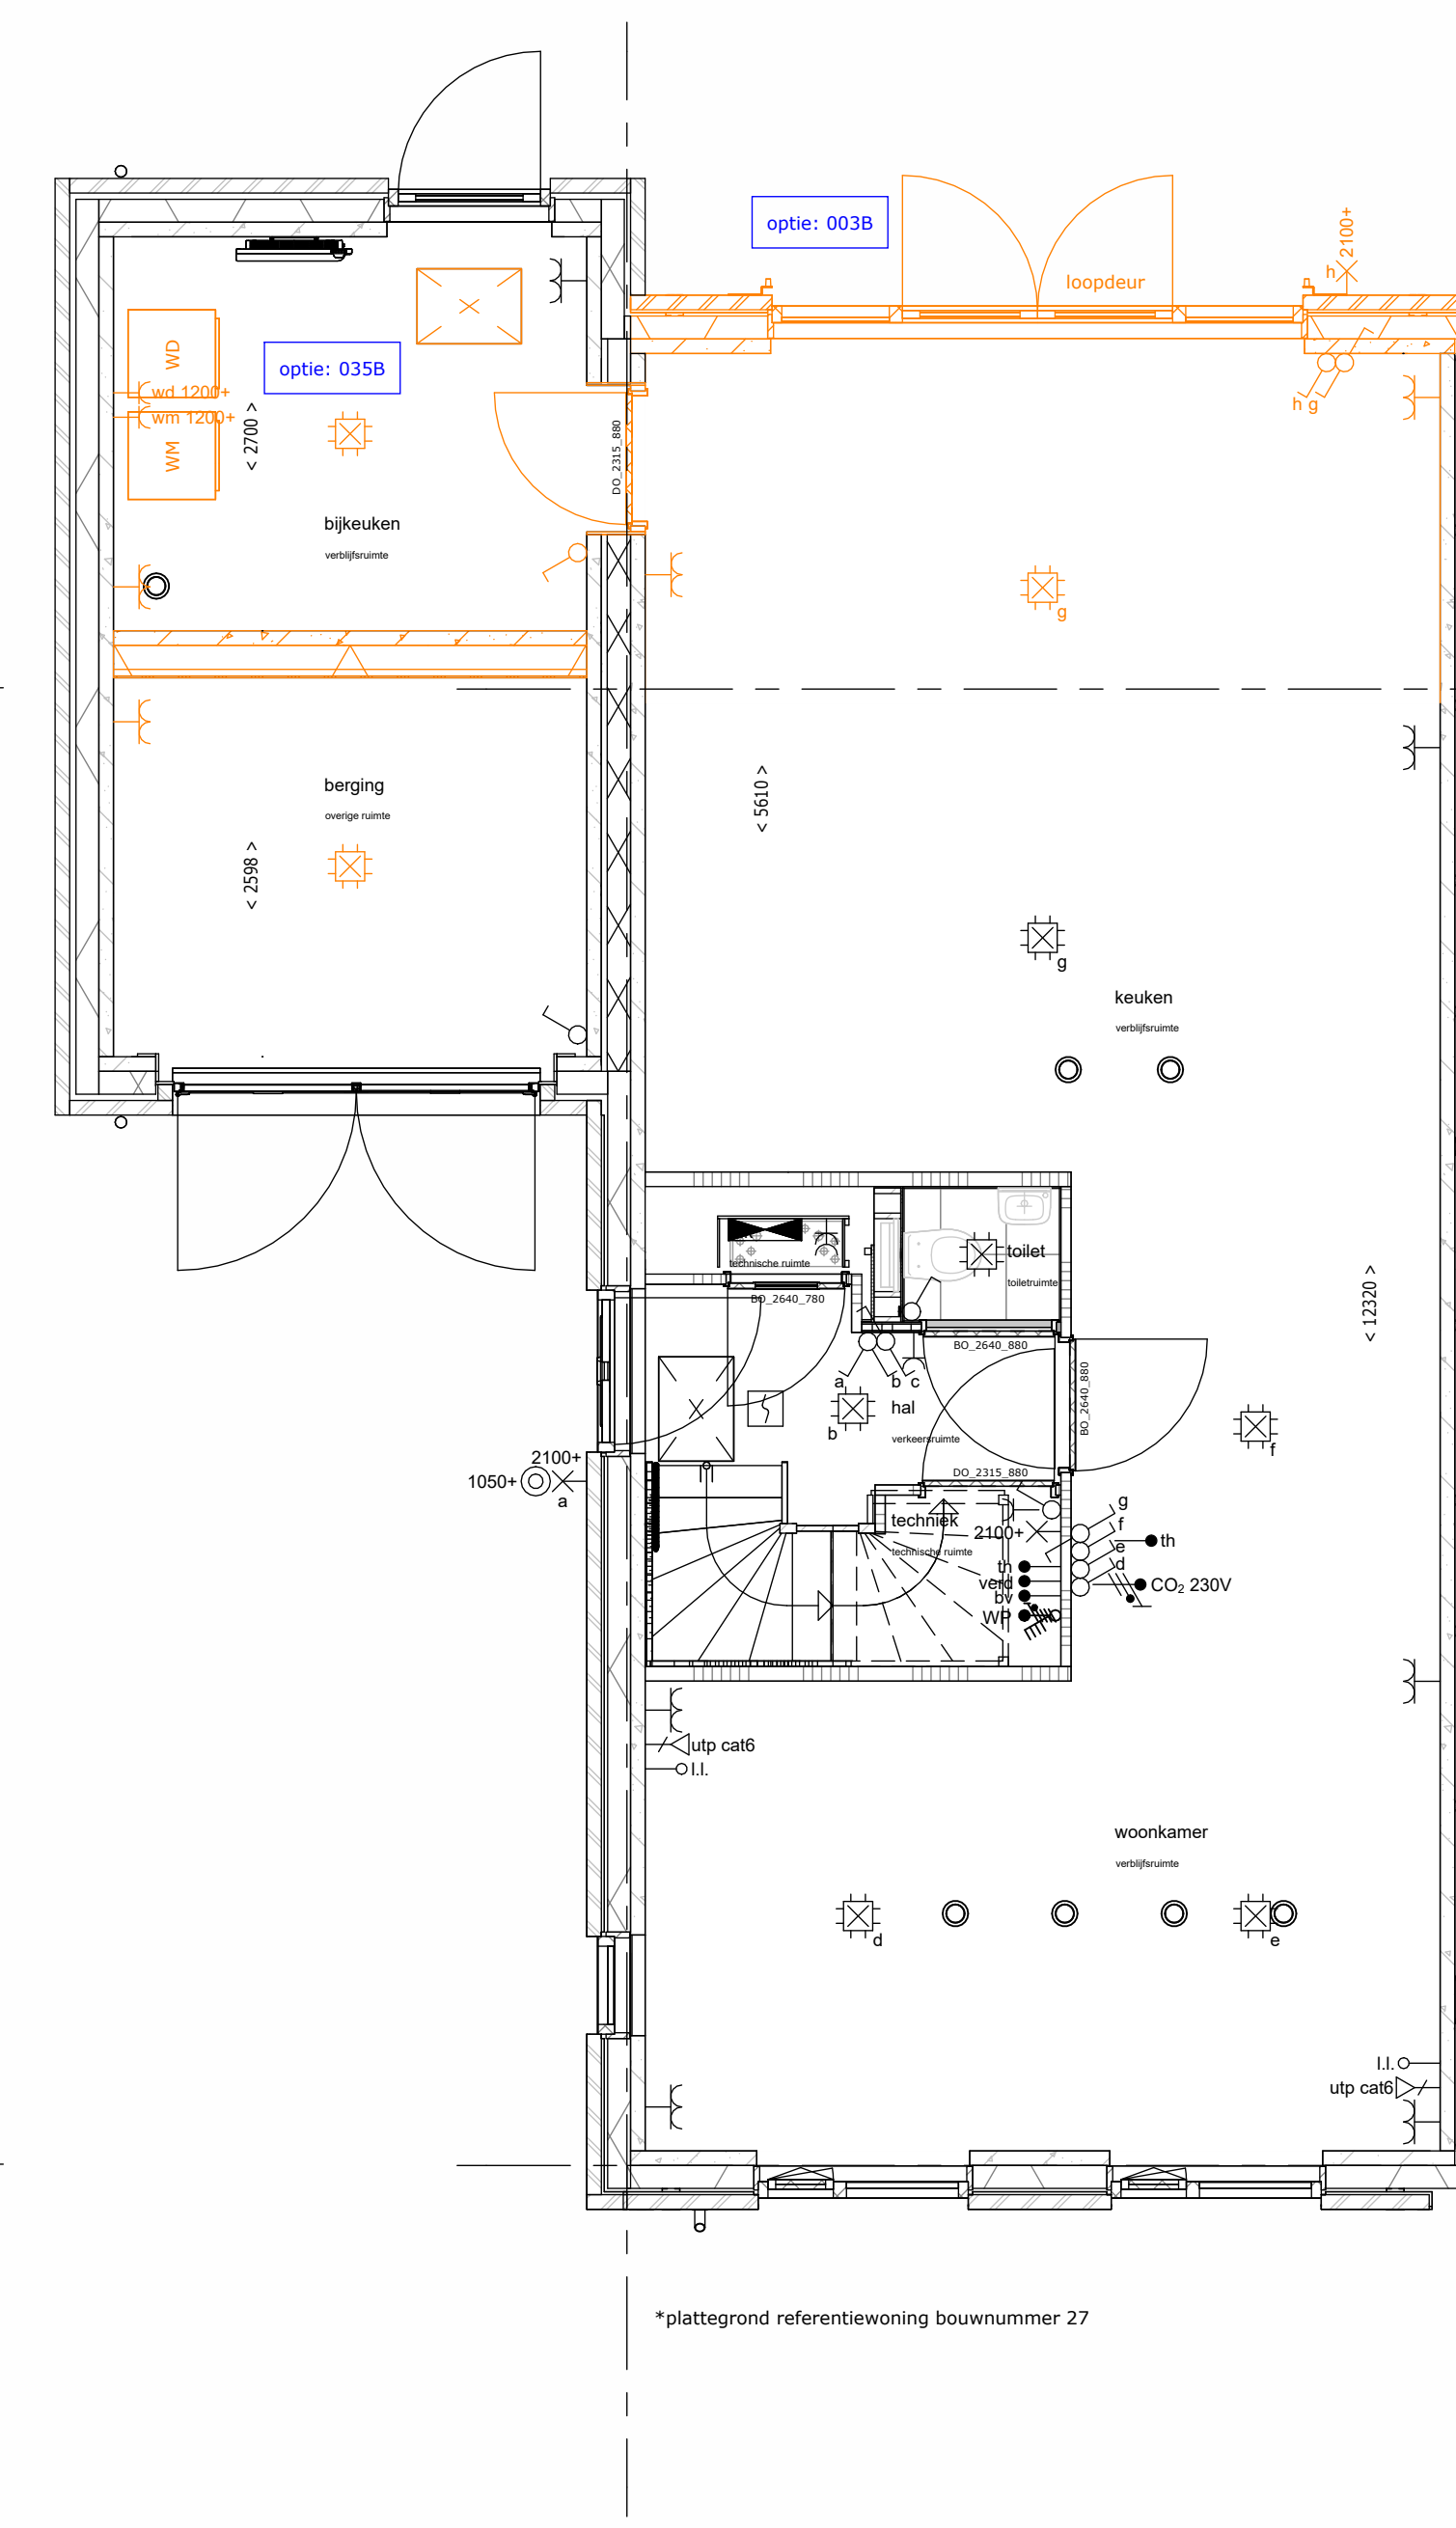 optie: 003B
2100+
h
loopdeur
WD
wd 1200+
optie: 035B
wm 1200+
WM
< 2700 >
DO_2315_880
h g
bijkeuken
verblijfsruimte
g
berging
overige ruimte
< 5610 >
< 2598 >
g
keuken
verblijfsruimte
technische ruimte
toilet
toiletruimte
BO_2640_780
< 12320 >
BO_2640_880
BO_2640_880
a
b
c
hal
b
verkeersruimte
f
2100+
1050+
a
DO_2315_880
techniek
2100+
technische ruimte
g
f
th
e
d
th
verd
bv
WP
CO₂ 230V
utp cat6
l.l.
woonkamer
verblijfsruimte
d
e
l.l.
utp cat6
*plattegrond referentiewoning bouwnummer 27